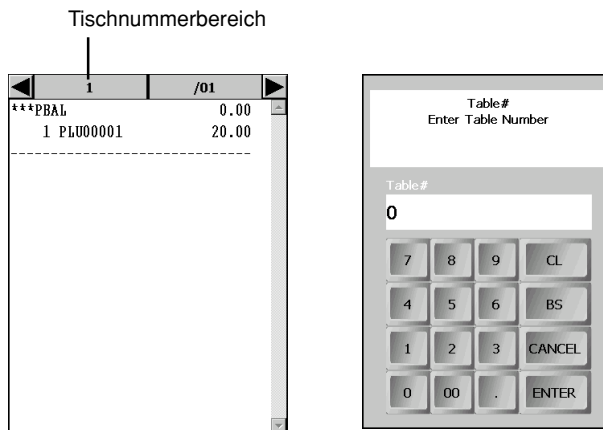 Tischnummerbereich
1 /01
***PBAL 0.00
1 PLU00001 20.00
Table#
Enter Table Number
Table#
0
7 8 9 CL
4 5 6 BS
1 2 3 CANCEL
0 00 . ENTER